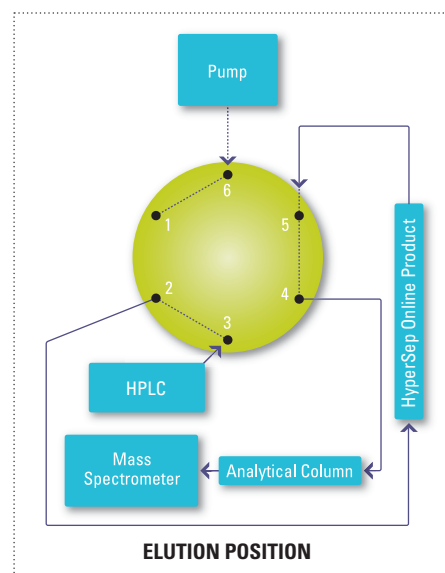 Pump
6
1
5
2
4
3
HyperSep Online Product
HPLC
Mass
Spectrometer
Analytical Column
ELUTION POSITION